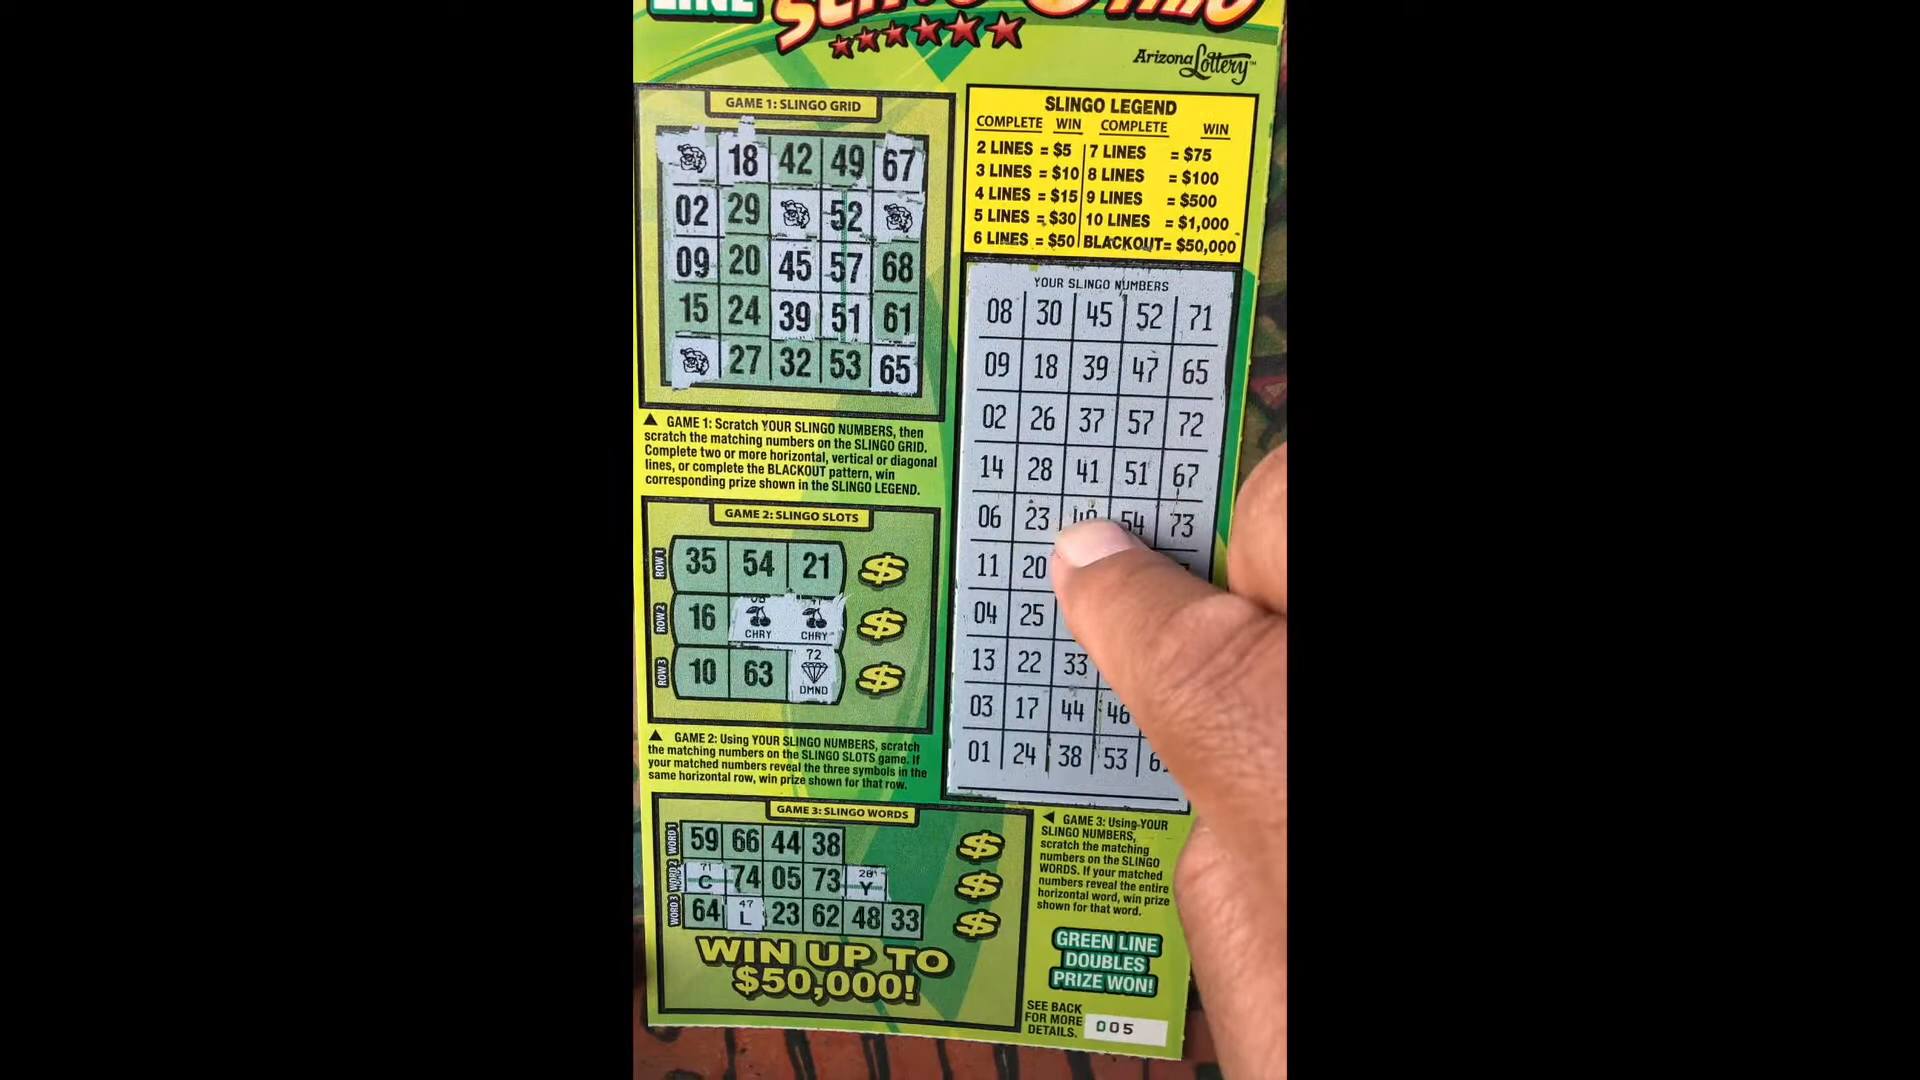 LINE
Arizona Lottery™
GAME 1: SLINGO GRID
18 42 49 67
02 29 52
09 20 45 57 68
15 24 39 51 61
27 32 53 65
▲ GAME 1: Scratch YOUR SLINGO NUMBERS, then
scratch the matching numbers on the SLINGO GRID.
Complete two or more horizontal, vertical or diagonal
lines, or complete the BLACKOUT pattern, win
corresponding prize shown in the SLINGO LEGEND.
GAME 2: SLINGO SLOTS
ROW 1 35 54 21 $
ROW 2 16 CHRY CHRY $
ROW 3 10 63 72 DMND $
▲ GAME 2: Using YOUR SLINGO NUMBERS, scratch
the matching numbers on the SLINGO SLOTS game. If
your matched numbers reveal the three symbols in the
same horizontal row, win prize shown for that row.
GAME 3: SLINGO WORDS
WORD 1 59 66 44 38 $
WORD 2 71 C 74 05 73 28 Y $
WORD 3 64 47 L 23 62 48 33 $
WIN UP TO
$50,000!
SLINGO LEGEND
COMPLETE WIN COMPLETE WIN
2 LINES = $5 7 LINES = $75
3 LINES = $10 8 LINES = $100
4 LINES = $15 9 LINES = $500
5 LINES = $30 10 LINES = $1,000
6 LINES = $50 BLACKOUT= $50,000
YOUR SLINGO NUMBERS
08 30 45 52 71
09 18 39 47 65
02 26 37 57 72
14 28 41 51 67
06 23 54 73
11 20
04 25
13 22 33
03 17 44 46
01 24 38 53
◄ GAME 3: Using YOUR
SLINGO NUMBERS,
scratch the matching
numbers on the SLINGO
WORDS. If your matched
numbers reveal the entire
horizontal word, win prize
shown for that word.
GREEN LINE
DOUBLES
PRIZE WON!
SEE BACK
FOR MORE
DETAILS. 005